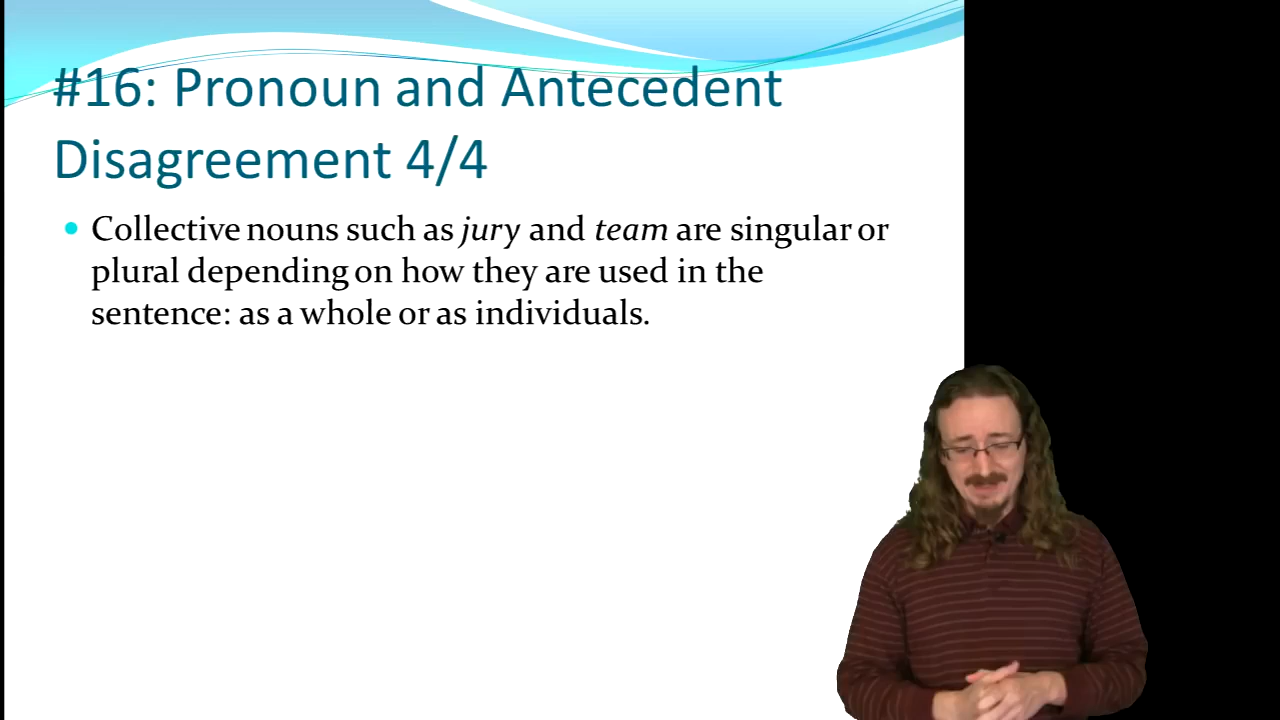 #16: Pronoun and Antecedent
Disagreement 4/4
Collective nouns such as jury and team are singular or
plural depending on how they are used in the
sentence: as a whole or as individuals.